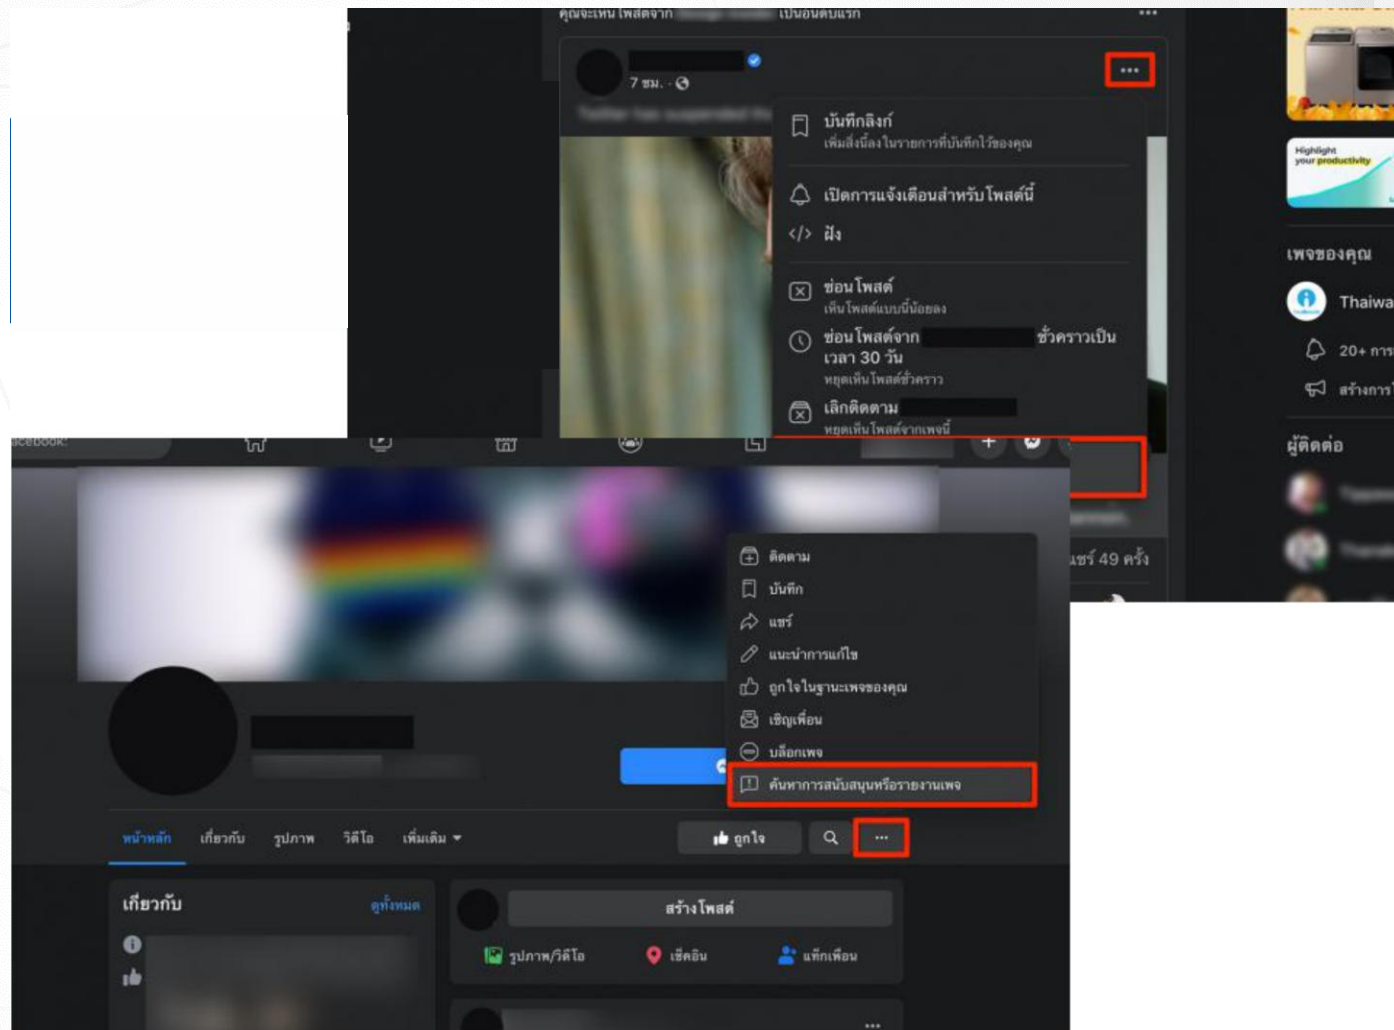 คุณจะเห็นโพสต์จาก
เป็นอันดับแรก
7 ชม.
บันทึกลิงก์
เพิ่มสิ่งนี้ลงในรายการที่บันทึกไว้ของคุณ
เปิดการแจ้งเตือนสำหรับโพสต์นี้
</> ฝัง
ซ่อนโพสต์
เห็นโพสต์แบบนี้น้อยลง
ซ่อนโพสต์จาก ชั่วคราวเป็น
เวลา 30 วัน
หยุดเห็นโพสต์ชั่วคราว
เลิกติดตาม
หยุดเห็นโพสต์จากเพจนี้
แชร์ 49 ครั้ง
Highlight
your productivity
เพจของคุณ
Thaiwa
20+ การ
สร้างการโ
ผู้ติดต่อ
acebook:
ติดตาม
บันทึก
แชร์
แนะนำการแก้ไข
ถูกใจในฐานะเพจของคุณ
เชิญเพื่อน
บล็อกเพจ
ค้นหาการสนับสนุนหรือรายงานเพจ
หน้าหลัก เกี่ยวกับ รูปภาพ วิดีโอ เพิ่มเติม
ถูกใจ
เกี่ยวกับ ดูทั้งหมด
สร้างโพสต์
รูปภาพ/วิดีโอ เช็คอิน แท็กเพื่อน